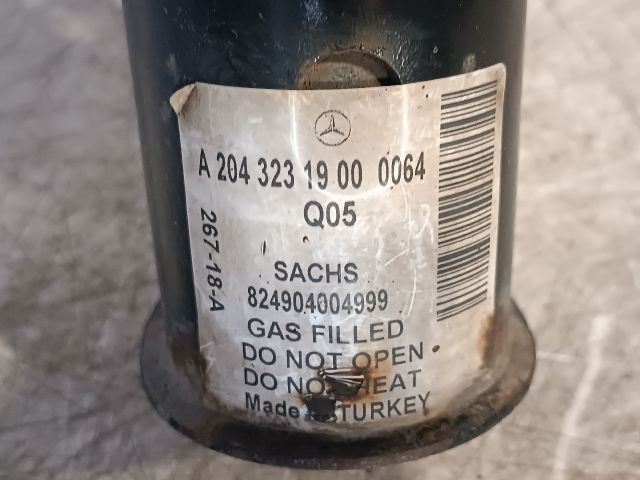 A 204 323 19 00 0064
Q05
267-18-A
SACHS
824904004999
GAS FILLED
DO NOT OPEN
DO NOT HEAT
Made TURKEY